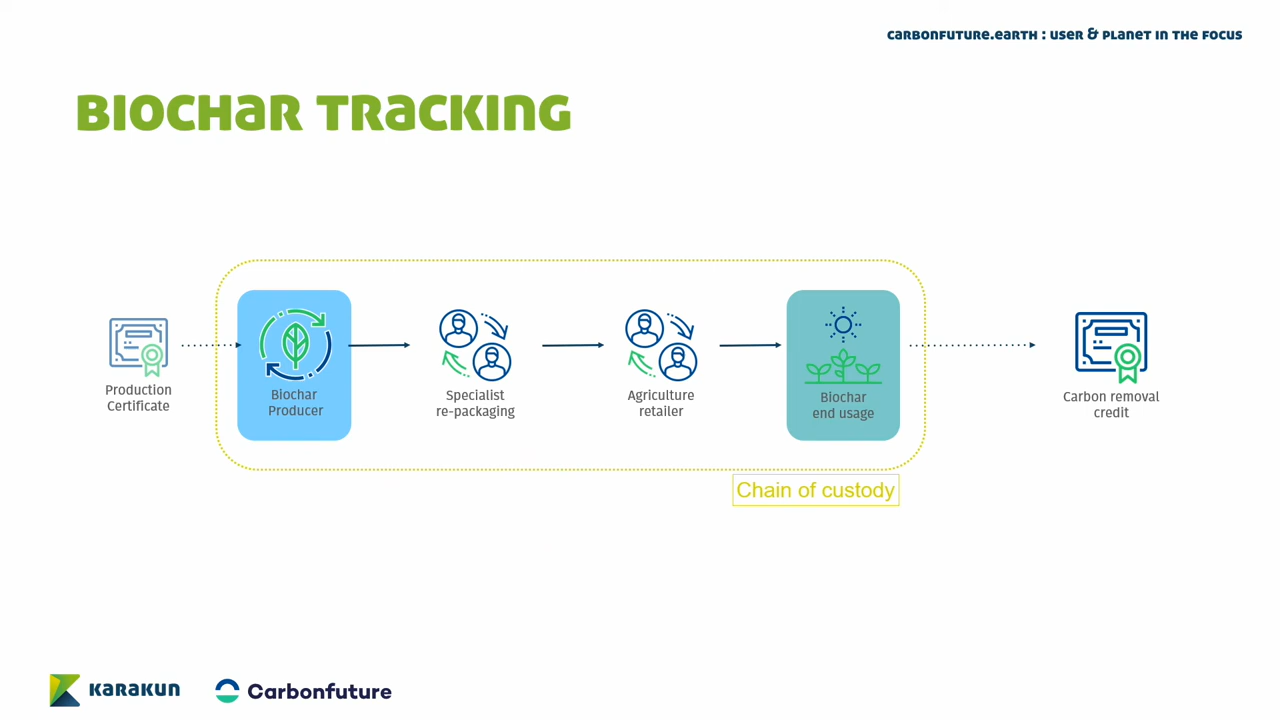 carbonfuture.earth : user & planet in the focus
Biochar tracking
Production
Certificate
Biochar
Producer
Specialist
re-packaging
Agriculture
retailer
Biochar
end usage
Carbon removal
credit
Chain of custody
karakun
Carbonfuture